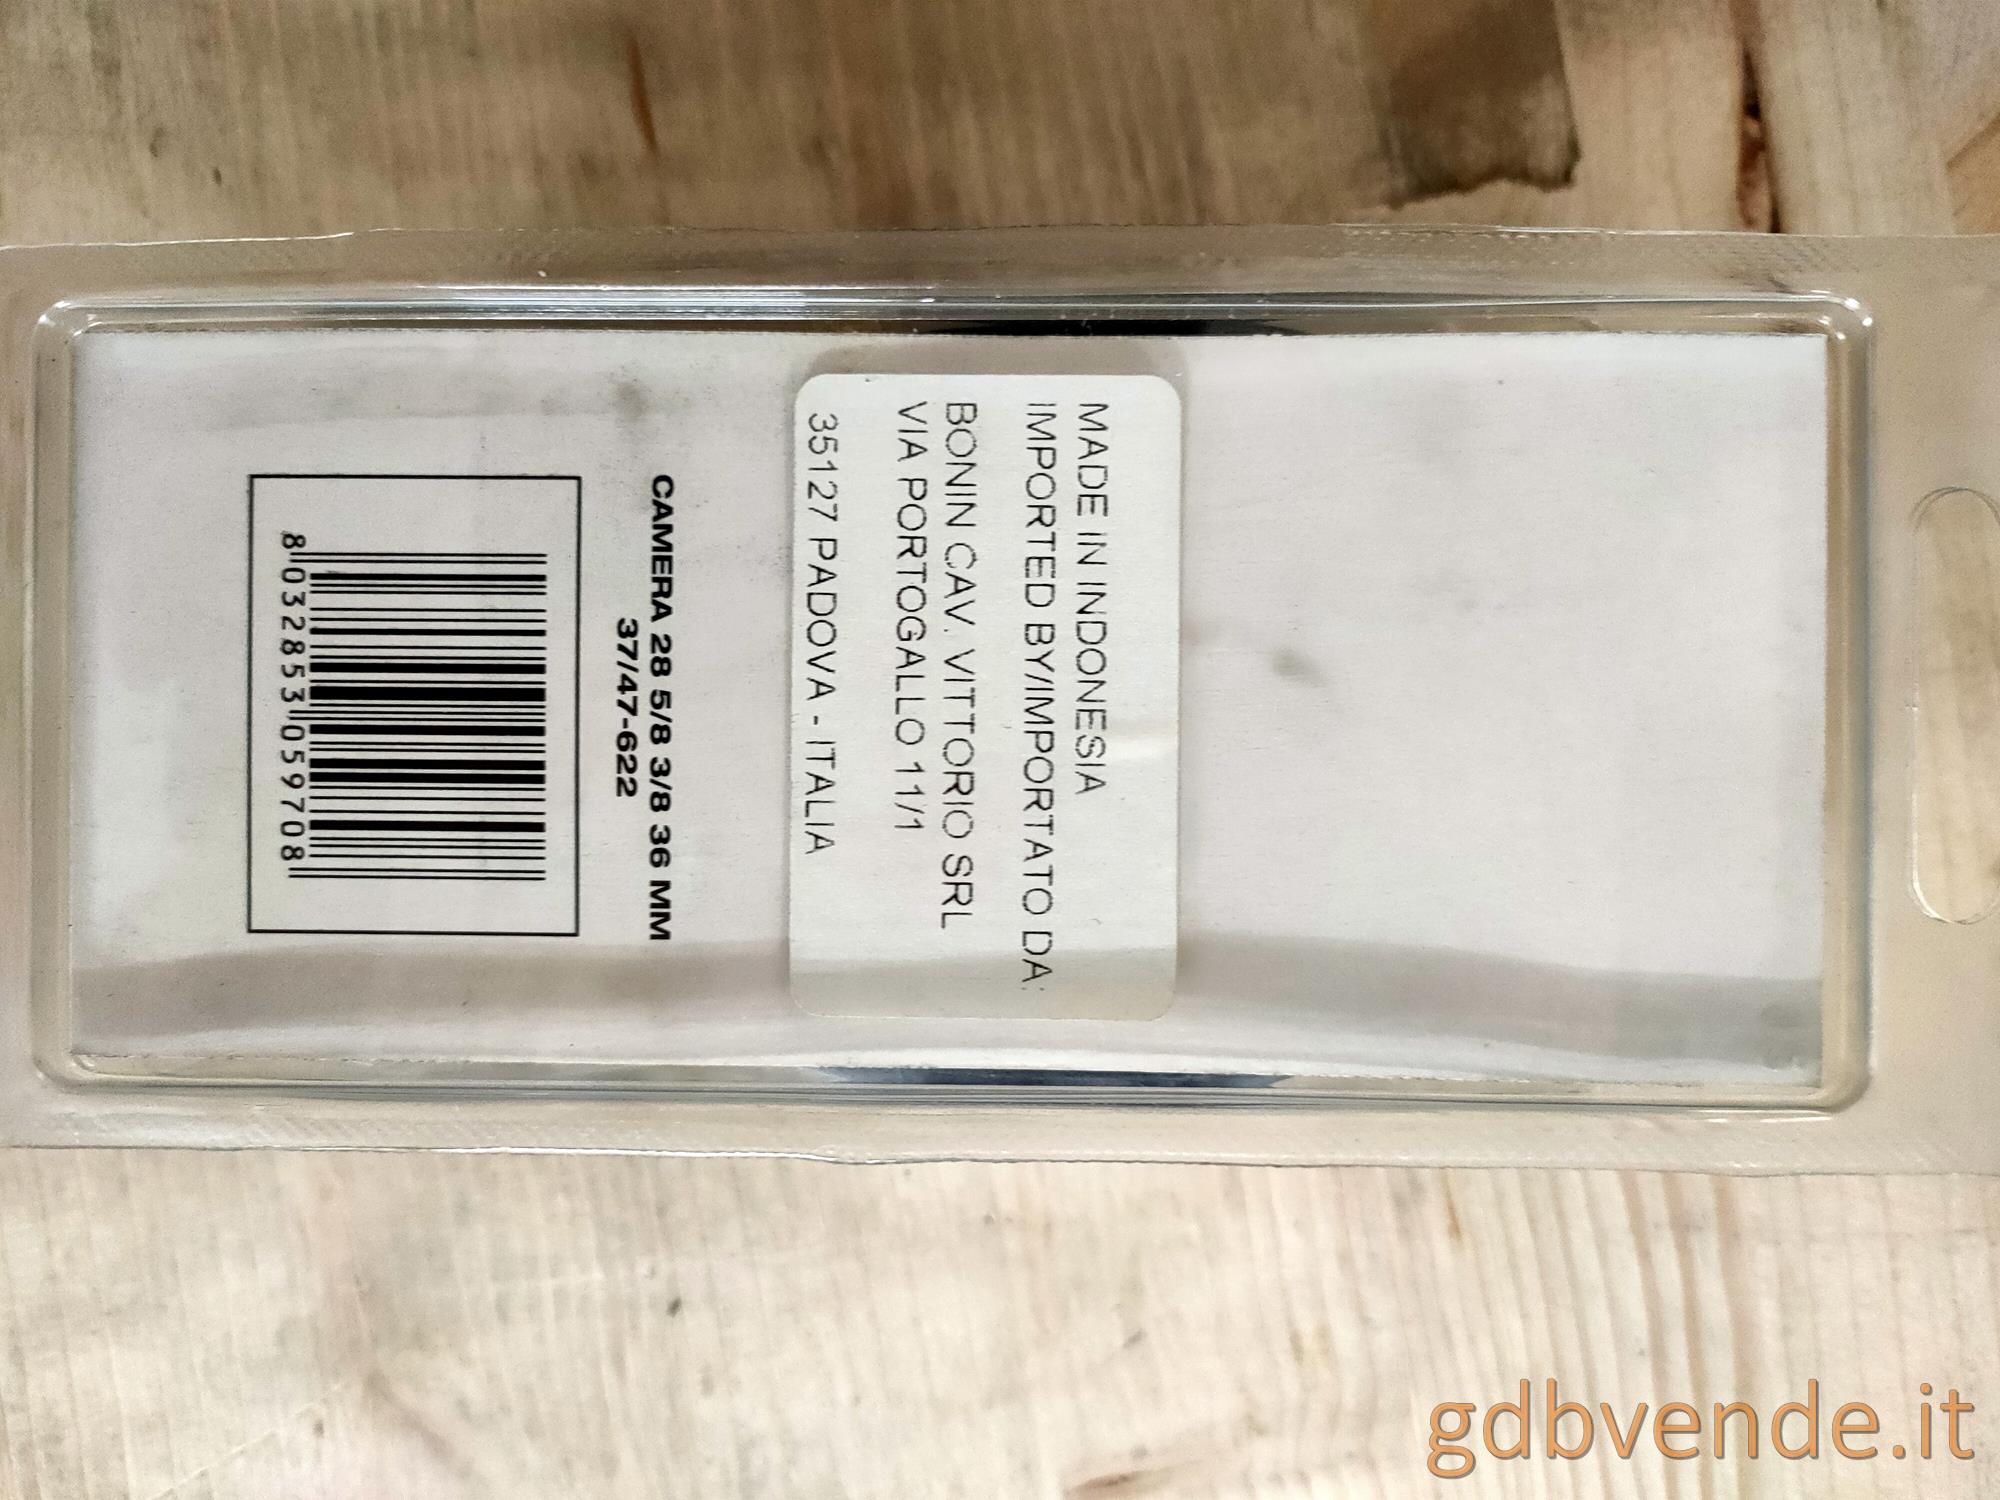 MADE IN INDONESIA
IMPORTED BY/IMPORTATO DA:
BONIN CAV. VITTORIO SRL
VIA PORTOGALLO 11/1
35127 PADOVA - ITALIA
CAMERA 28 5/8 3/8 36 MM
37/47-622
8 032853 059708
gdbvende.it